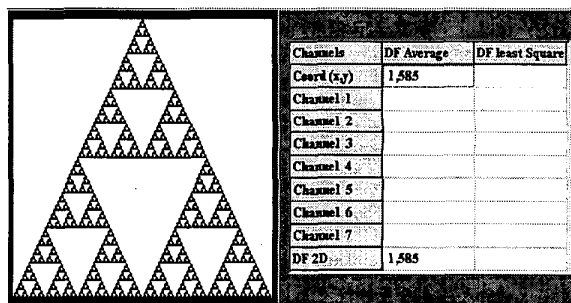 Channels DF Average DF least Square
Coord (x,y) 1,585
Channel 1
Channel 2
Channel 3
Channel 4
Channel 5
Channel 6
Channel 7
DF 2D 1,585